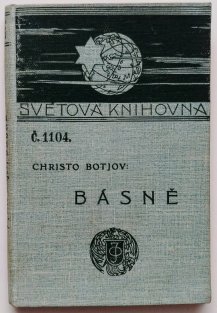 SVĚTOVÁ KNIHOVNA
Č. 1104.
CHRISTO BOTJOV:
BÁSNĚ